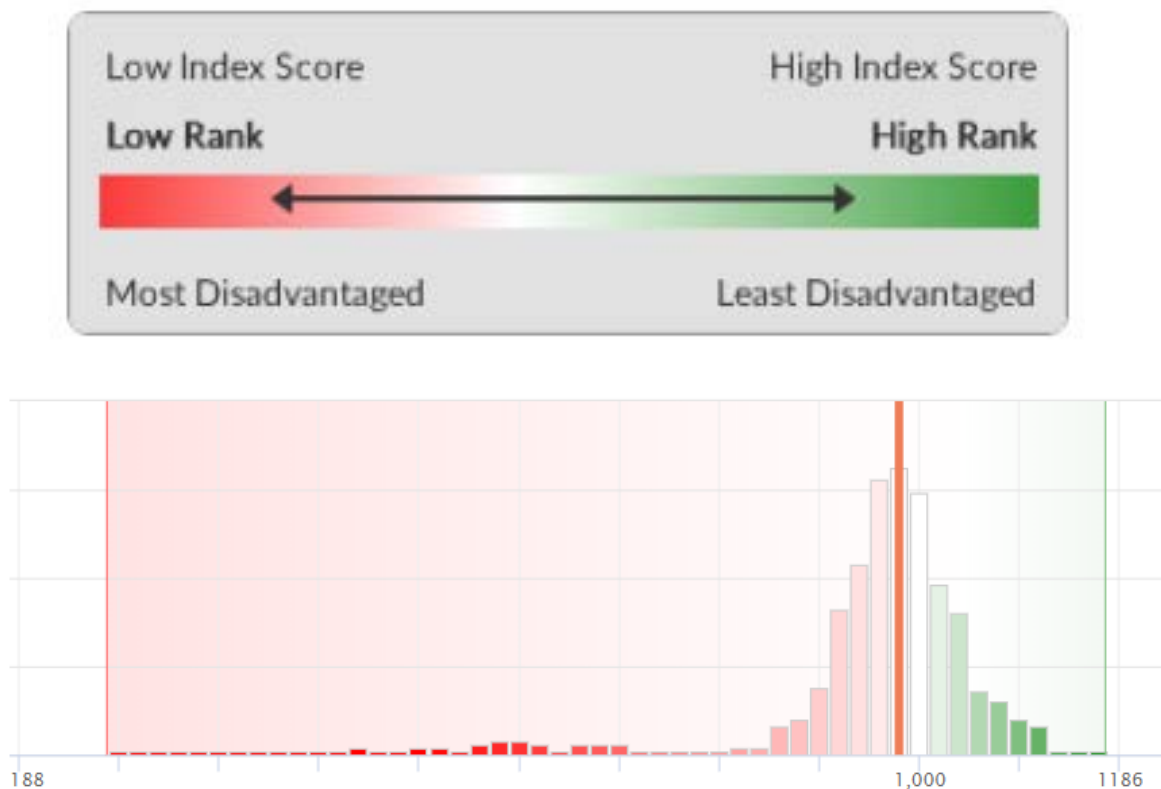 Low Index Score
High Index Score
Low Rank
High Rank
Most Disadvantaged
Least Disadvantaged
188
1,000
1186